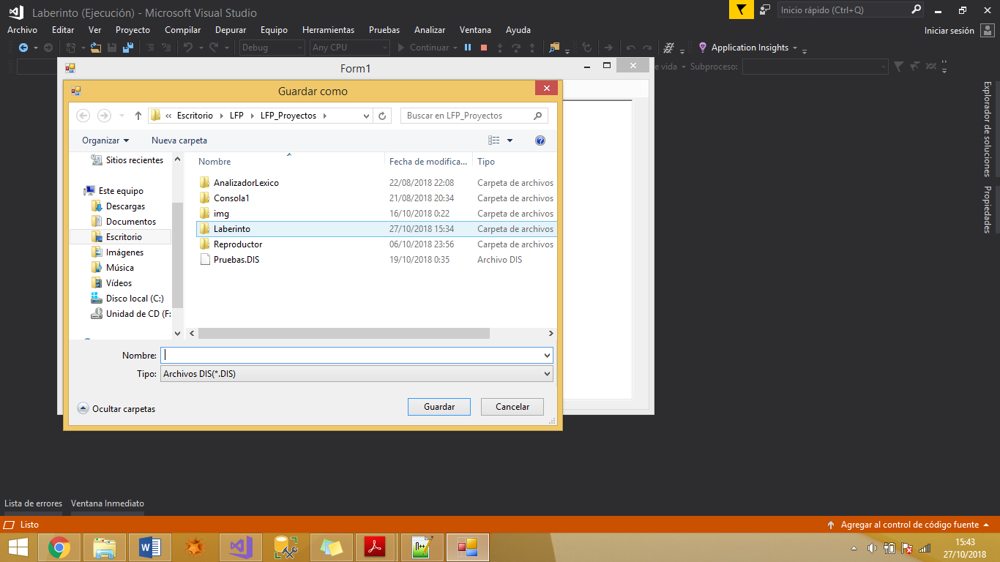 Laberinto (Ejecución) - Microsoft Visual Studio
Inicio rápido (Ctrl+Q)
Archivo Editar Ver Proyecto Compilar Depurar Equipo Herramientas Pruebas Analizar Ventana Ayuda
Iniciar sesión
Debug Any CPU Continuar Application Insights
e vida Subproceso:
Form1
Guardar como
« Escritorio LFP LFP_Proyectos
Buscar en LFP_Proyectos
Organizar Nueva carpeta
Nombre Fecha de modifica... Tipo
Sitios recientes
Este equipo
Descargas
Documentos
Escritorio
Imágenes
Música
Vídeos
Disco local (C:)
Unidad de CD (F:
AnalizadorLexico 22/08/2018 22:08 Carpeta de archivos
Consola1 21/08/2018 20:34 Carpeta de archivos
img 16/10/2018 0:22 Carpeta de archivos
Laberinto 27/10/2018 15:34 Carpeta de archivos
Reproductor 06/10/2018 23:56 Carpeta de archivos
Pruebas.DIS 19/10/2018 0:35 Archivo DIS
Nombre:
Tipo: Archivos DIS(*.DIS)
Ocultar carpetas
Guardar Cancelar
Explorador de soluciones
Propiedades
Lista de errores Ventana Inmediato
Listo
Agregar al control de código fuente
15:43
27/10/2018